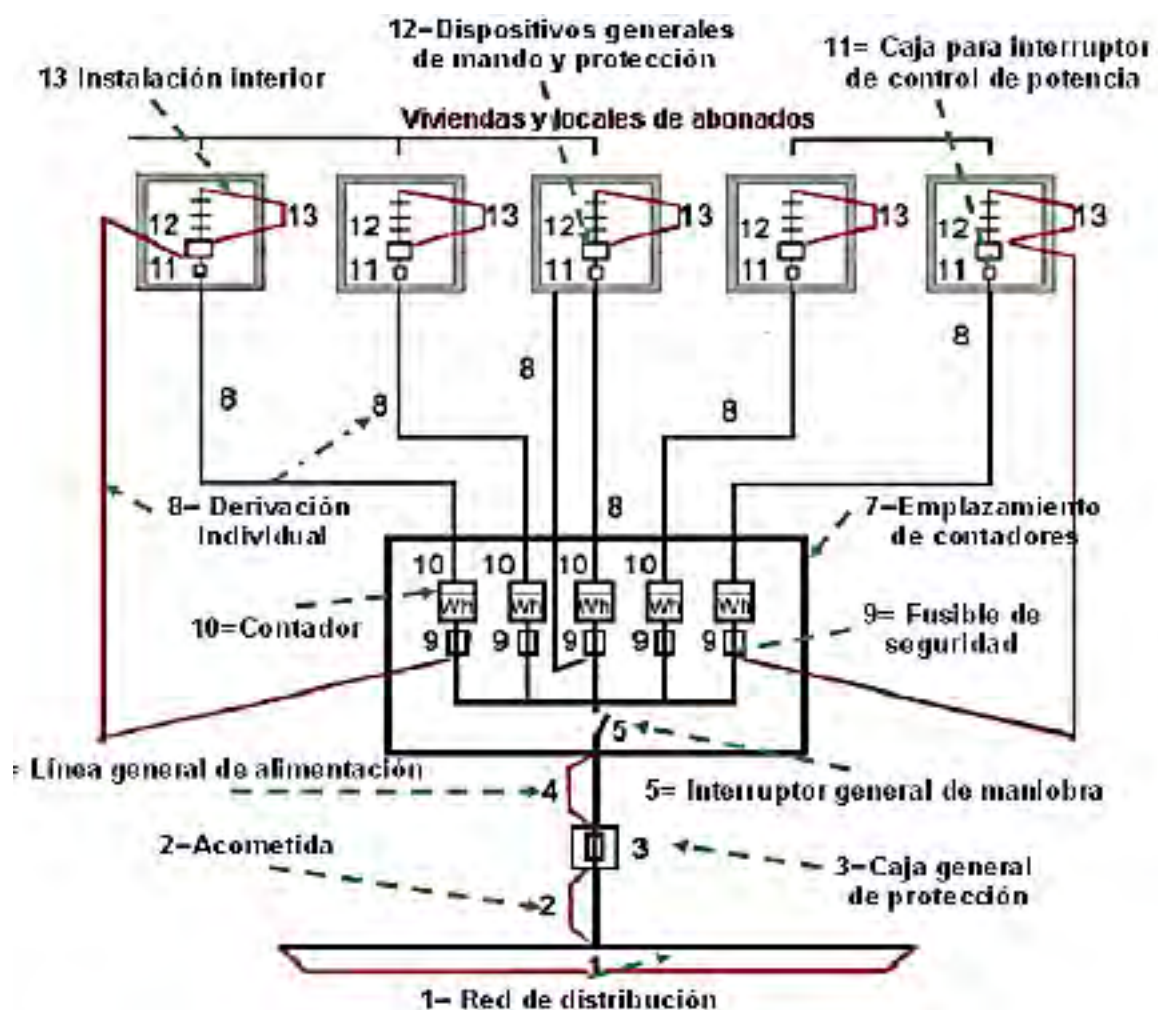 12-Dispositivos generales
de mando y protección
11= Caja para interruptor
de control de potencia
13 Instalación interior
Viviendas y locales de abonados
12 13 12 13 12 13 12 13 12 13
11 11 11 11 11
8 8
8 8 8
8- Derivación
individual
8
7-Emplazamiento
de contadores
10 10 10 10
Wh Wh Wh Wh Wh
10=Contador
9 9 9 9 9
9= Fusible de
seguridad
5
= Línea general de alimentación
4
5= Interruptor general de maniobra
2-Acometida
3
3-Caja general
de protección
2
1
1- Red de distribución